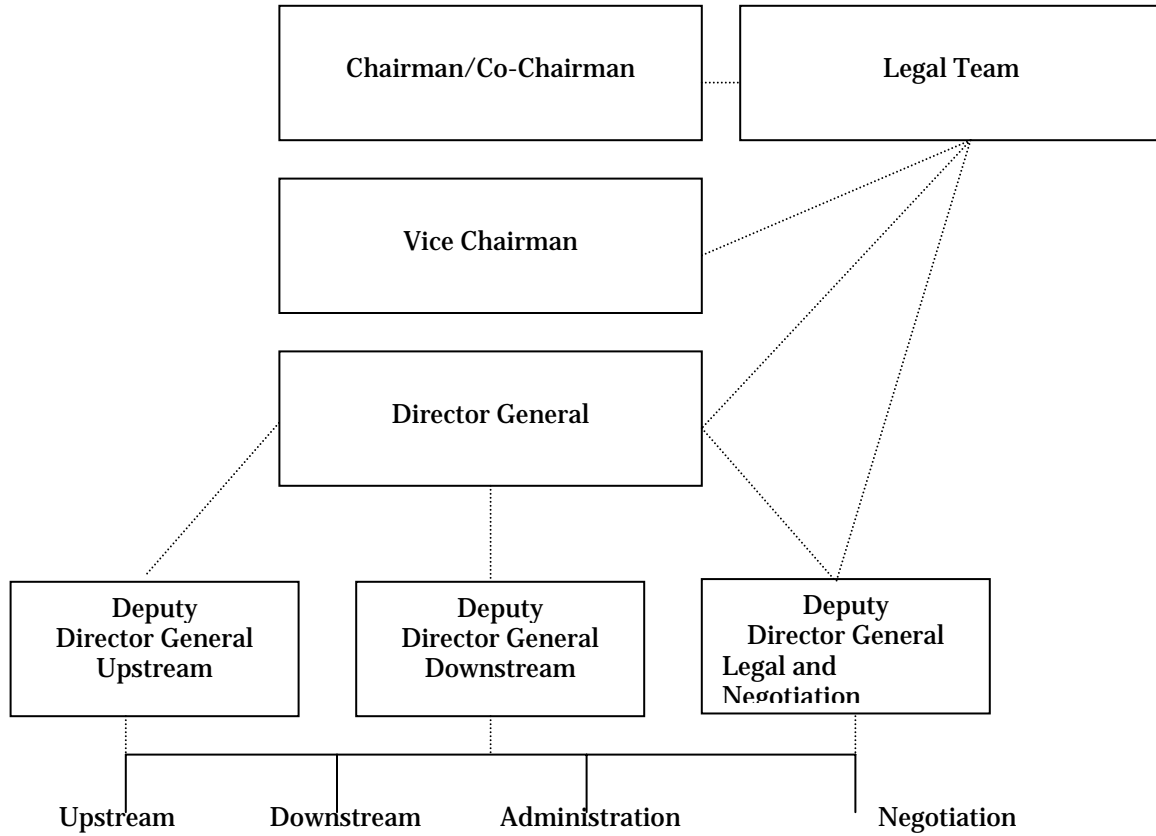 Chairman/Co-Chairman
Legal Team
Vice Chairman
Director General
Deputy
Director General
Upstream
Deputy
Director General
Downstream
Deputy
Director General
Legal and
Negotiation
Upstream
Downstream
Administration
Negotiation